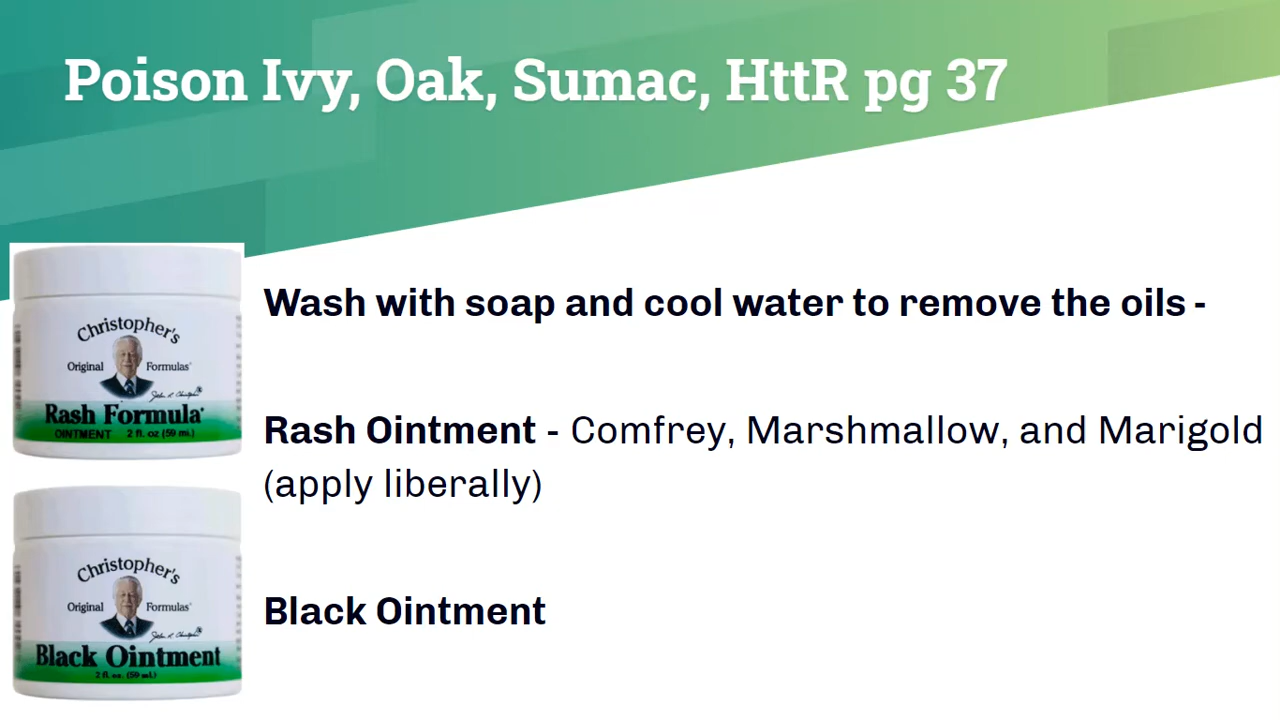 Poison Ivy, Oak, Sumac, HttR pg 37
Christopher's
Original Formulas
Rash Formula
OINTMENT 2 fl. oz (59 mL)
Wash with soap and cool water to remove the oils -
Rash Ointment - Comfrey, Marshmallow, and Marigold
(apply liberally)
Christopher's
Original Formulas
Black Ointment
2 fl. oz. (59 mL)
Black Ointment